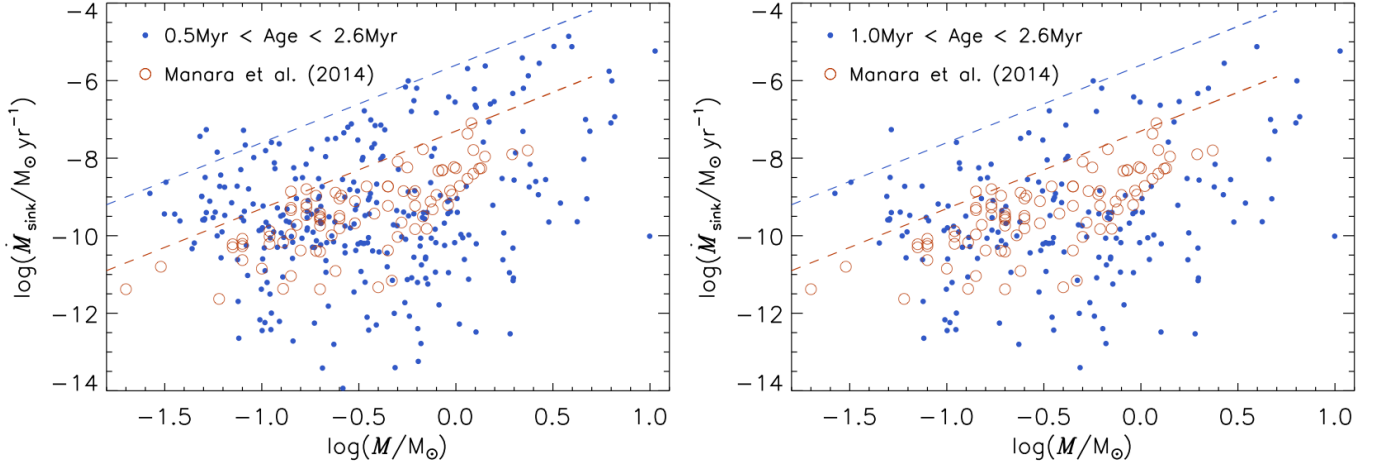 −4
−6
−8
−10
−12
−14
log(Ṁsink/M⊙ yr−1)
0.5Myr < Age < 2.6Myr
Manara et al. (2014)
−1.5 −1.0 −0.5 0.0 0.5 1.0
log(M/M⊙)
−4
−6
−8
−10
−12
−14
log(Ṁsink/M⊙ yr−1)
1.0Myr < Age < 2.6Myr
Manara et al. (2014)
−1.5 −1.0 −0.5 0.0 0.5 1.0
log(M/M⊙)